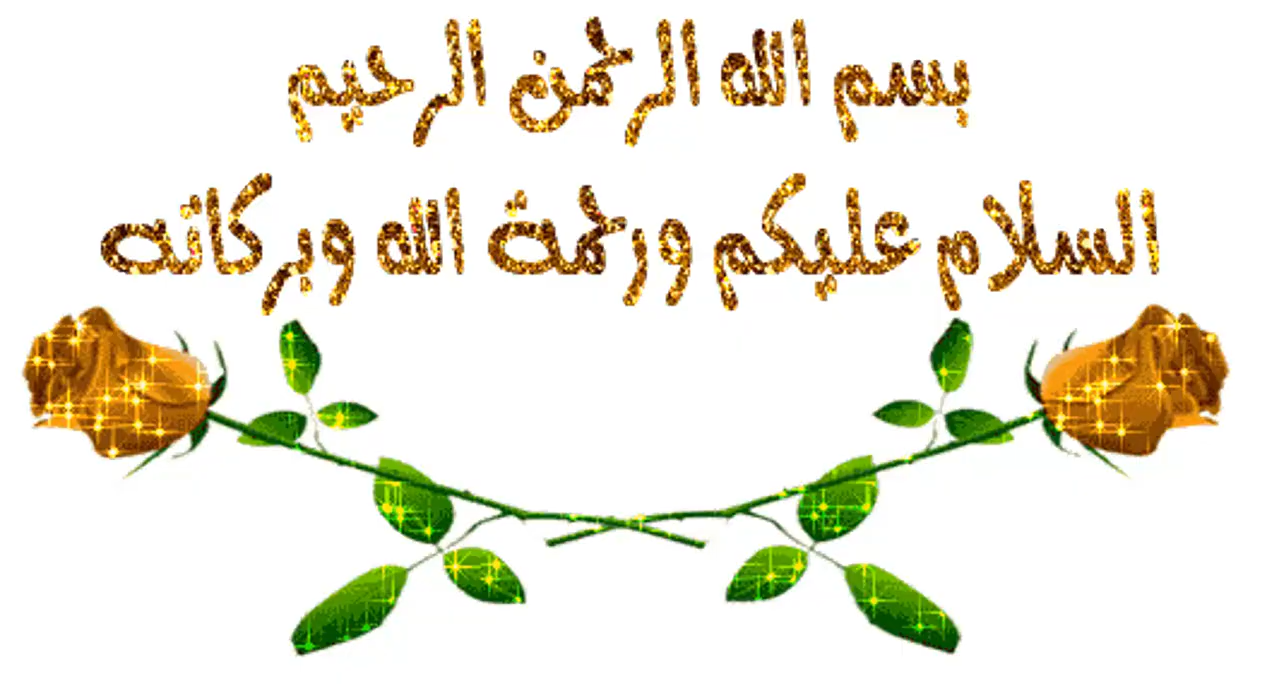 بسم الله الرحمن الرحيم
السلام عليكم ورحمة الله وبركاته